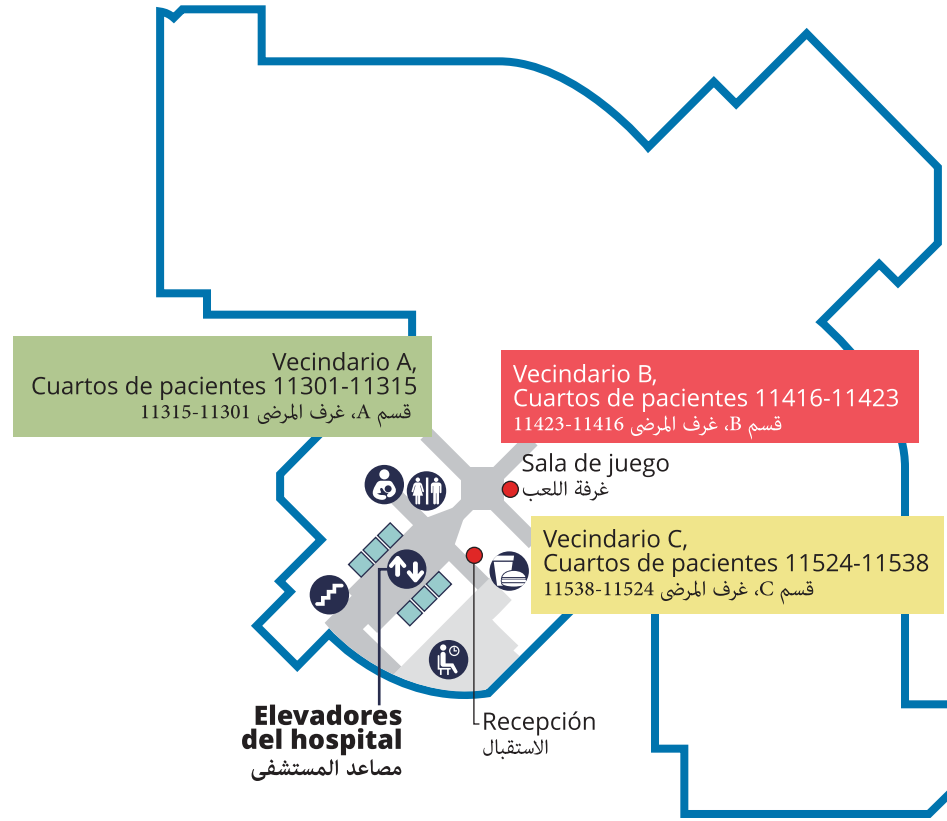 Vecindario A,
Cuartos de pacientes 11301-11315
قسم A، غرف المرضى 11301-11315
Vecindario B,
Cuartos de pacientes 11416-11423
قسم B، غرف المرضى 11416-11423
Sala de juego
غرفة اللعب
Vecindario C,
Cuartos de pacientes 11524-11538
قسم C، غرف المرضى 11524-11538
Elevadores
del hospital
مصاعد المستشفى
Recepción
الاستقبال